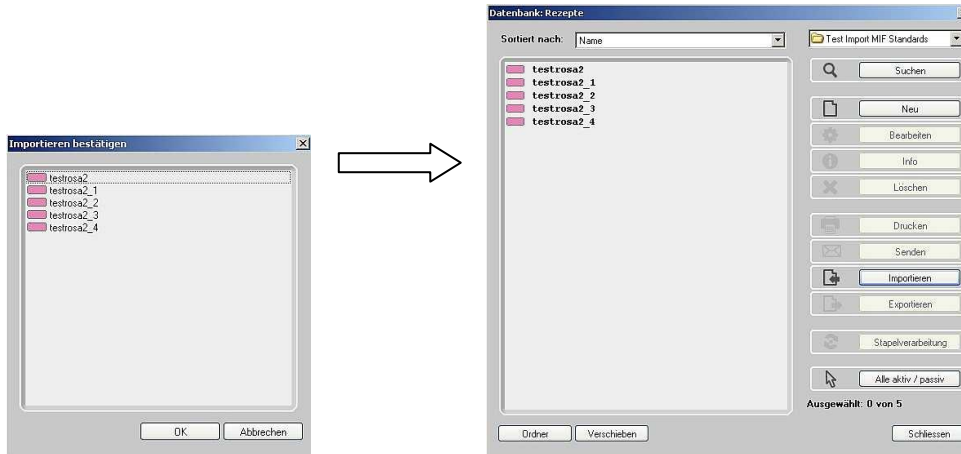 Importieren bestätigen
testrosa2
testrosa2_1
testrosa2_2
testrosa2_3
testrosa2_4
OK
Abbrechen
Datenbank: Rezepte
Sortiert nach:
Name
Test Import MIF Standards
testrosa2
testrosa2_1
testrosa2_2
testrosa2_3
testrosa2_4
Suchen
Neu
Bearbeiten
Info
Löschen
Drucken
Senden
Importieren
Exportieren
Stapelverarbeitung
Alle aktiv / passiv
Ausgewählt: 0 von 5
Ordner
Verschieben
Schliessen